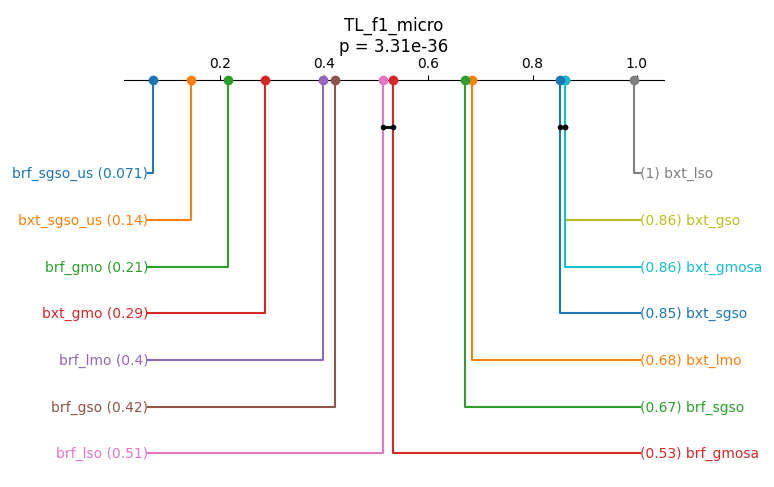 TL_f1_micro
p = 3.31e-36
0.2 0.4 0.6 0.8 1.0
brf_sgso_us (0.071) (1) bxt_lso
bxt_sgso_us (0.14) (0.86) bxt_gso
brf_gmo (0.21) (0.86) bxt_gmosa
bxt_gmo (0.29) (0.85) bxt_sgso
brf_lmo (0.4) (0.68) bxt_lmo
brf_gso (0.42) (0.67) brf_sgso
brf_lso (0.51) (0.53) brf_gmosa